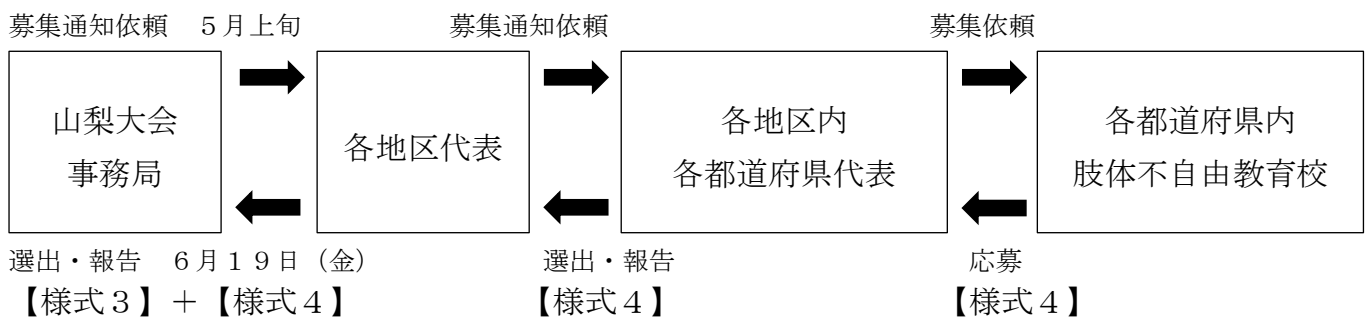 募集通知依頼　５月上旬
募集通知依頼
募集依頼
山梨大会
事務局
各地区代表
各地区内
各都道府県代表
各都道府県内
肢体不自由教育校
選出・報告　６月１９日（金）
【様式３】＋【様式４】
選出・報告
【様式４】
応募
【様式４】